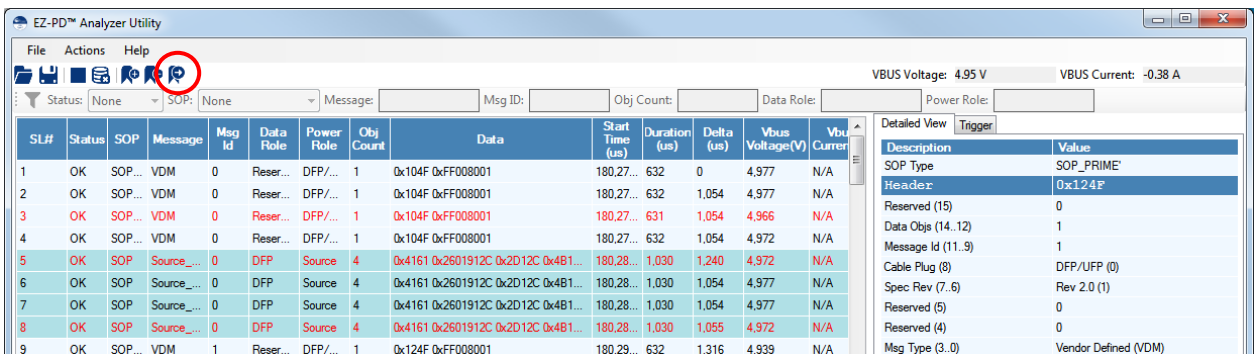 EZ-PD™ Analyzer Utility
File Actions Help
VBUS Voltage: 4.95 V VBUS Current: -0.38 A
Status: None SOP: None Message: Msg ID: Obj Count: Data Role: Power Role:
Detailed View Trigger
SL# Status SOP Message Msg Id Data Role Power Role Obj Count Data Start Time (us) Duration (us) Delta (us) Vbus Voltage(V) Vbu Curren
Description Value
1 OK SOP... VDM 0 Reser... DFP/... 1 0x104F 0xFF008001 180,27... 632 0 4.977 N/A
SOP Type SOP_PRIME'
Header 0x124F
2 OK SOP... VDM 0 Reser... DFP/... 1 0x104F 0xFF008001 180,27... 632 1,054 4.977 N/A
Reserved (15) 0
3 OK SOP... VDM 0 Reser... DFP/... 1 0x104F 0xFF008001 180,27... 631 1,054 4.966 N/A
Data Objs (14..12) 1
4 OK SOP... VDM 0 Reser... DFP/... 1 0x104F 0xFF008001 180,27... 632 1,054 4.972 N/A
Message Id (11..9) 1
5 OK SOP Source_... 0 DFP Source 4 0x4161 0x2601912C 0x2D12C 0x4B1... 180,28... 1,030 1,240 4.972 N/A
Cable Plug (8) DFP/UFP (0)
6 OK SOP Source_... 0 DFP Source 4 0x4161 0x2601912C 0x2D12C 0x4B1... 180,28... 1,030 1,054 4.977 N/A
Spec Rev (7..6) Rev 2.0 (1)
7 OK SOP Source_... 0 DFP Source 4 0x4161 0x2601912C 0x2D12C 0x4B1... 180,28... 1,030 1,054 4.977 N/A
Reserved (5) 0
8 OK SOP Source_... 0 DFP Source 4 0x4161 0x2601912C 0x2D12C 0x4B1... 180,28... 1,030 1,055 4.972 N/A
Reserved (4) 0
9 OK SOP... VDM 1 Reser... DFP/... 1 0x124F 0xFF008001 180,29... 632 1,316 4.939 N/A
Msg Type (3..0) Vendor Defined (VDM)